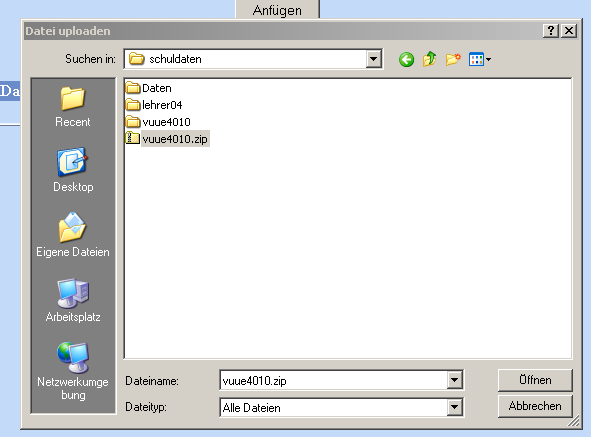 Anfügen
Datei uploaden
Suchen in:
schuldaten
Da
Recent
Desktop
Eigene Dateien
Arbeitsplatz
Netzwerkumge
bung
Daten
lehrer04
vuue4010
vuue4010.zip
Dateiname:
vuue4010.zip
Öffnen
Dateityp:
Alle Dateien
Abbrechen